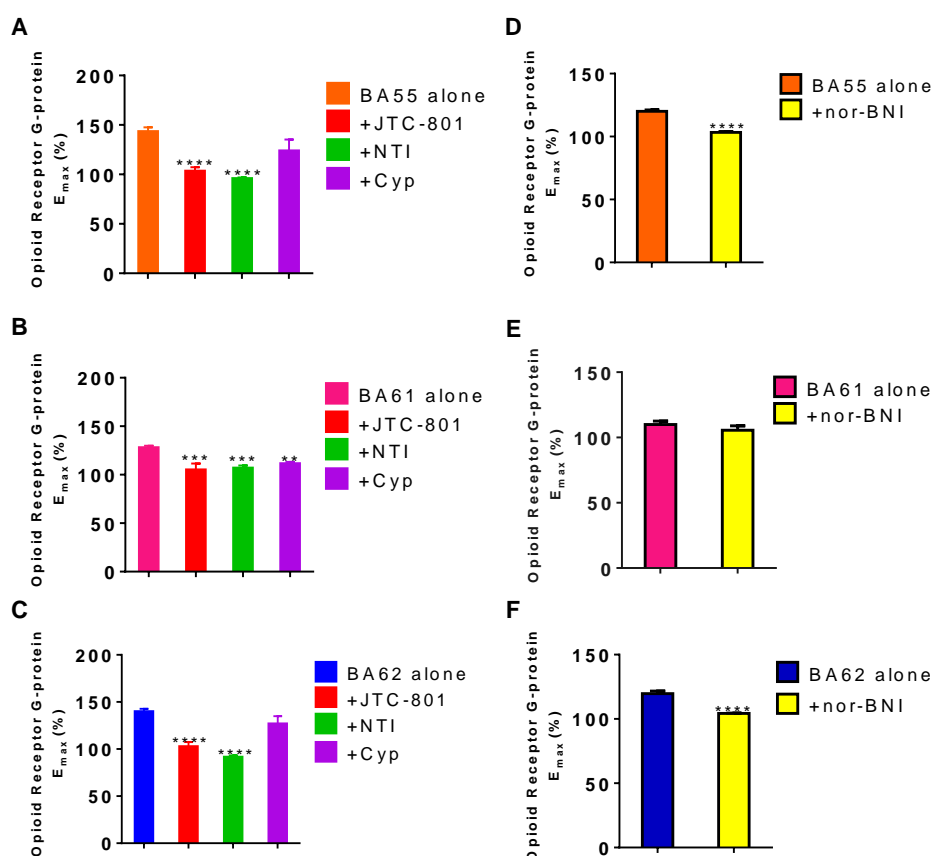 A
Opioid Receptor G-protein
Emax (%)
200
150
100
50
0
****
****
BA55 alone
+JTC-801
+NTI
+Cyp
D
Opioid Receptor G-protein
Emax (%)
150
100
50
0
****
BA55 alone
+nor-BNI
B
Opioid Receptor G-protein
Emax (%)
200
150
100
50
0
***
***
**
BA61 alone
+JTC-801
+NTI
+Cyp
E
Opioid Receptor G-protein
Emax (%)
150
100
50
0
BA61 alone
+nor-BNI
C
Opioid Receptor G-protein
Emax (%)
200
150
100
50
0
****
****
BA62 alone
+JTC-801
+NTI
+Cyp
F
Opioid Receptor G-protein
Emax (%)
150
100
50
0
****
BA62 alone
+nor-BNI